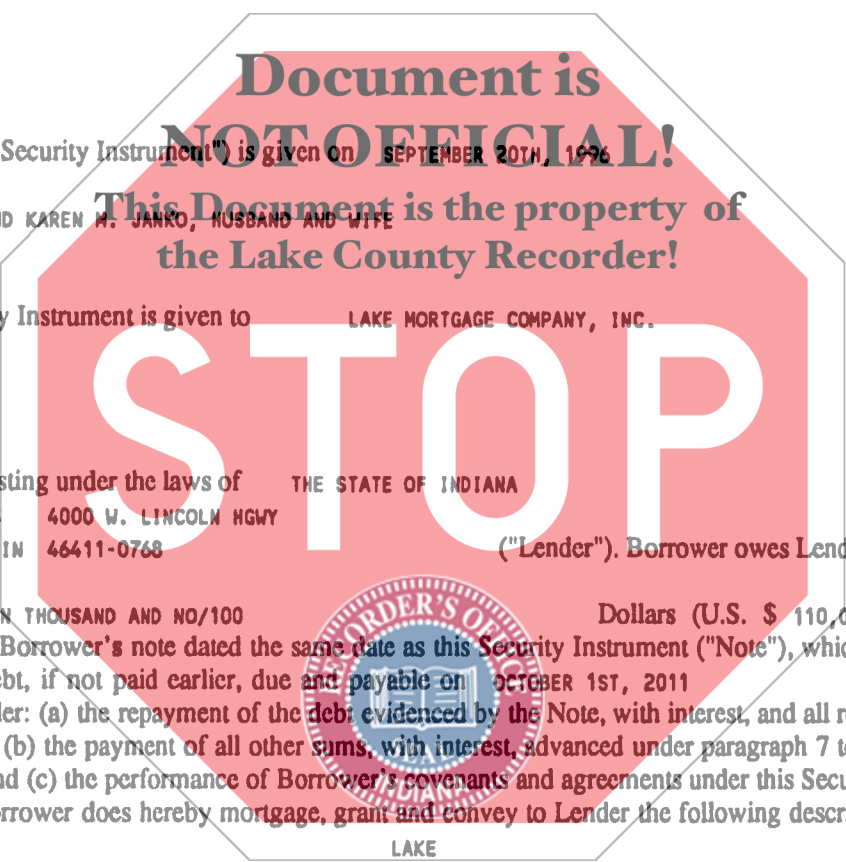 Document is
NOT OFFICIAL!
Security Instrument") is given on SEPTEMBER 20TH, 1996
This Document is the property of
D KAREN M. JANKO, HUSBAND AND WIFE
the Lake County Recorder!
y Instrument is given to LAKE MORTGAGE COMPANY, INC.
STOP
sting under the laws of THE STATE OF INDIANA
4000 W. LINCOLN HGWY
IN 46411-0768 ("Lender"). Borrower owes Lend
N THOUSAND AND NO/100 Dollars (U.S. $ 110,0
RECORDER'S OFFICE
Borrower's note dated the same date as this Security Instrument ("Note"), whic
bt, if not paid earlier, due and payable on OCTOBER 1ST, 2011
er: (a) the repayment of the debt evidenced by the Note, with interest, and all r
(b) the payment of all other sums, with interest, advanced under paragraph 7 t
nd (c) the performance of Borrower's covenants and agreements under this Secu
INDIANA
rrower does hereby mortgage, grant and convey to Lender the following descr
LAKE